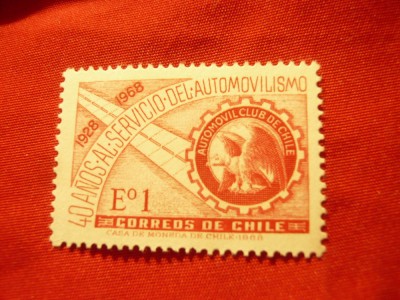 40 AÑOS·AL·SERVICIO·DEL·AUTOMOVILISMO
1928 1968
AUTOMOVIL CLUB DE CHILE
Eº 1
CORREOS DE CHILE
CASA DE MONEDA DE CHILE-1968